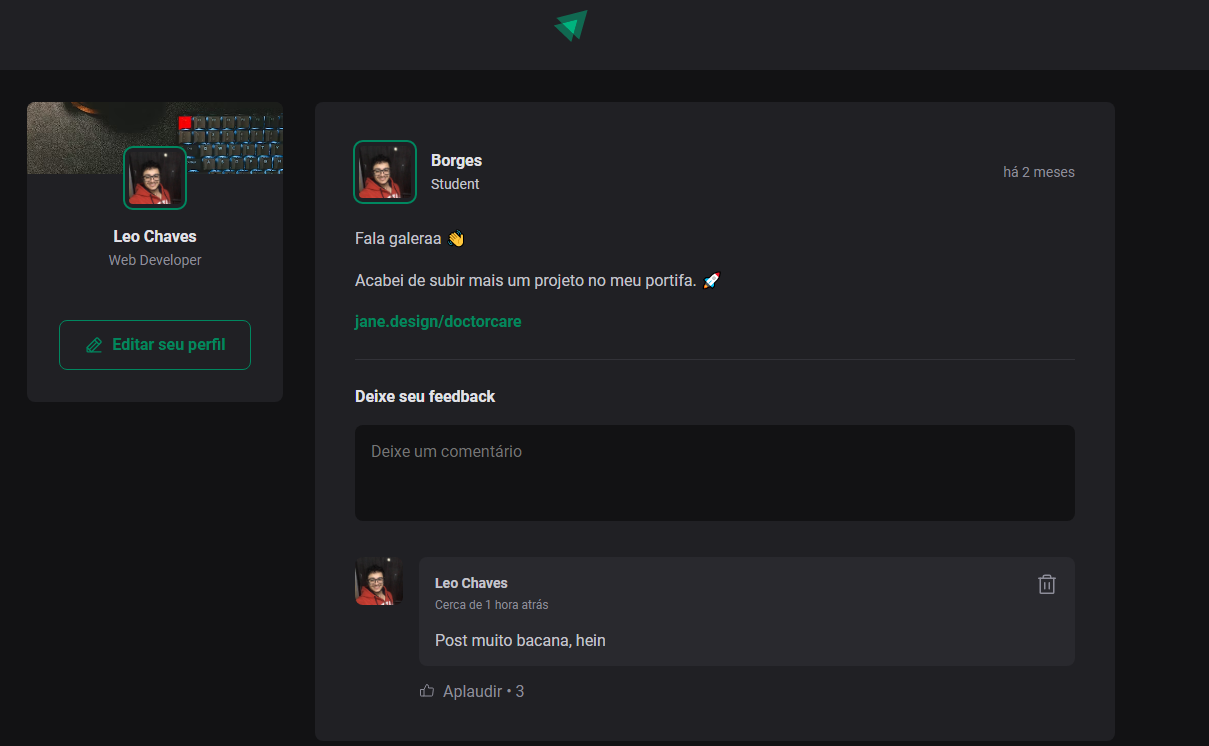 Leo Chaves
Web Developer
Editar seu perfil
Borges
Student
há 2 meses
Fala galeraa 👋
Acabei de subir mais um projeto no meu portifa. 🚀
jane.design/doctorcare
Deixe seu feedback
Deixe um comentário
Leo Chaves
Cerca de 1 hora atrás
Post muito bacana, hein
Aplaudir • 3